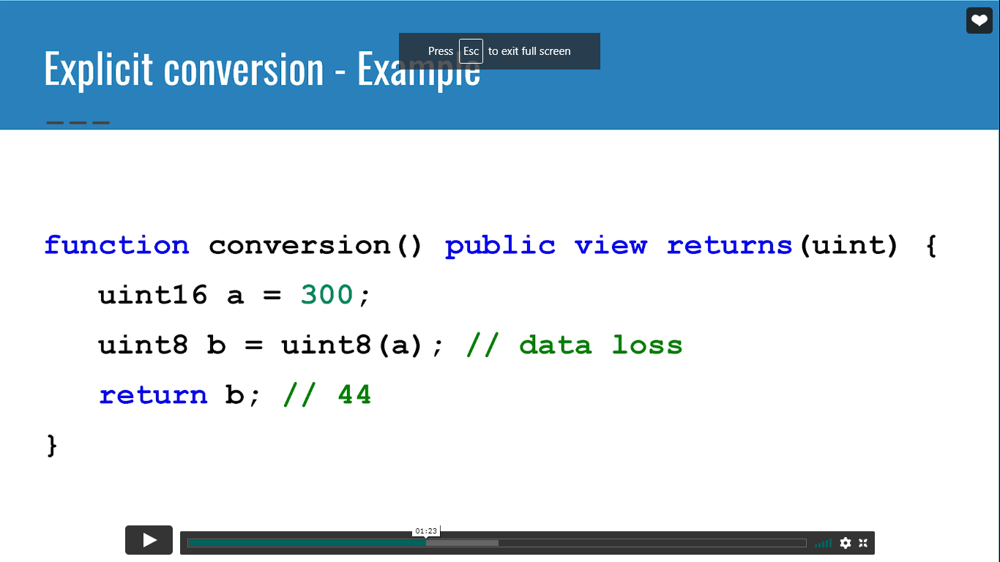 Press Esc to exit full screen
Explicit conversion - Example
function conversion() public view returns(uint) {
uint16 a = 300;
uint8 b = uint8(a); // data loss
return b; // 44
}
01:23